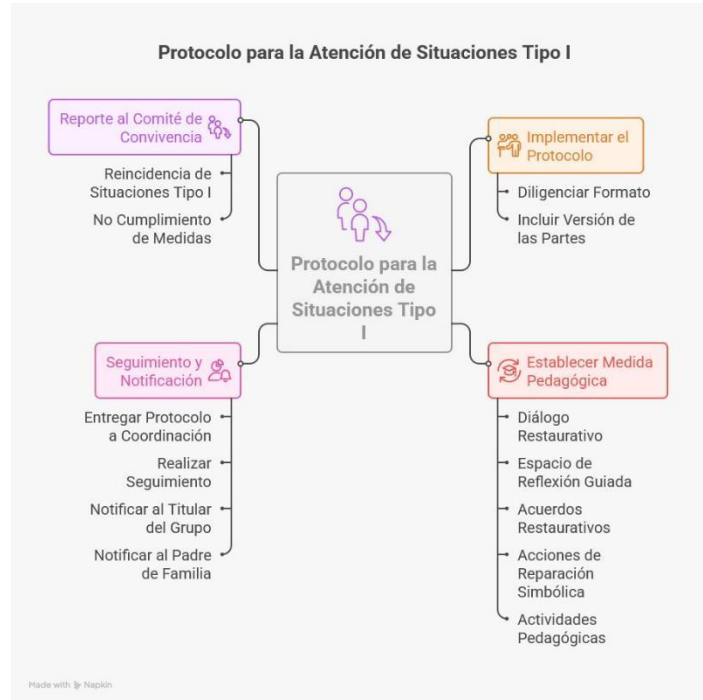 Protocolo para la Atención de Situaciones Tipo I
Reporte al Comité de
Convivencia
Reincidencia de
Situaciones Tipo I
No Cumplimiento
de Medidas
Implementar el
Protocolo
Diligenciar Formato
Incluir Versión de
las Partes
Protocolo para la
Atención de
Situaciones Tipo
I
Seguimiento y
Notificación
Entregar Protocolo
a Coordinación
Realizar
Seguimiento
Notificar al Titular
del Grupo
Notificar al Padre
de Familia
Establecer Medida
Pedagógica
Diálogo
Restaurativo
Espacio de
Reflexión Guiada
Acuerdos
Restaurativos
Acciones de
Reparación
Simbólica
Actividades
Pedagógicas
Made with Napkin